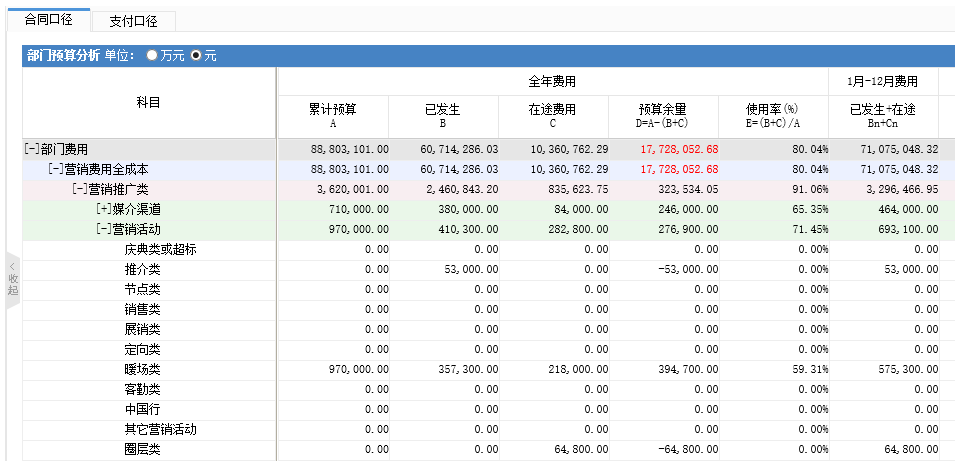 合同口径 支付口径
部门预算分析 单位： 万元 元
科目 全年费用 1月-12月费用
累计预算 已发生 在途费用 预算余量 使用率(%) 已发生+在途
A B C D=A-(B+C) E=(B+C)/A Bn+Cn
[-]部门费用 88,803,101.00 60,714,286.03 10,360,762.29 17,728,052.68 80.04% 71,075,048.32
[-]营销费用全成本 88,803,101.00 60,714,286.03 10,360,762.29 17,728,052.68 80.04% 71,075,048.32
[-]营销推广类 3,620,001.00 2,460,843.20 835,623.75 323,534.05 91.06% 3,296,466.95
[+]媒介渠道 710,000.00 380,000.00 84,000.00 246,000.00 65.35% 464,000.00
[-]营销活动 970,000.00 410,300.00 282,800.00 276,900.00 71.45% 693,100.00
庆典类或超标 0.00 0.00 0.00 0.00 0.00% 0.00
推介类 0.00 53,000.00 0.00 -53,000.00 0.00% 53,000.00
节点类 0.00 0.00 0.00 0.00 0.00% 0.00
销售类 0.00 0.00 0.00 0.00 0.00% 0.00
展销类 0.00 0.00 0.00 0.00 0.00% 0.00
定向类 0.00 0.00 0.00 0.00 0.00% 0.00
暖场类 970,000.00 357,300.00 218,000.00 394,700.00 59.31% 575,300.00
客勤类 0.00 0.00 0.00 0.00 0.00% 0.00
中国行 0.00 0.00 0.00 0.00 0.00% 0.00
其它营销活动 0.00 0.00 0.00 0.00 0.00% 0.00
圈层类 0.00 0.00 64,800.00 -64,800.00 0.00% 64,800.00
收起